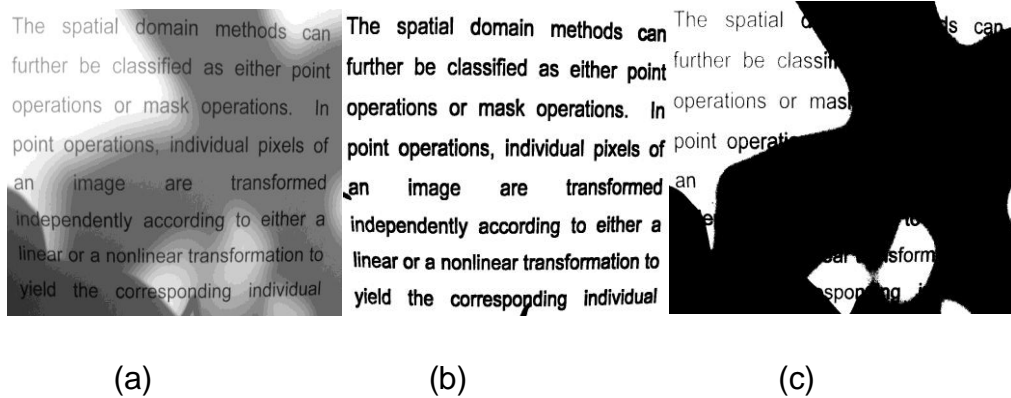 The spatial domain methods can
further be classified as either point
operations or mask operations. In
point operations, individual pixels of
an image are transformed
independently according to either a
linear or a nonlinear transformation to
yield the corresponding individual
The spatial domain methods can
further be classified as either point
operations or mask operations. In
point operations, individual pixels of
an image are transformed
independently according to either a
linear or a nonlinear transformation to
yield the corresponding individual
The spatial can
further be
operations or
point
an
(a) (b) (c)